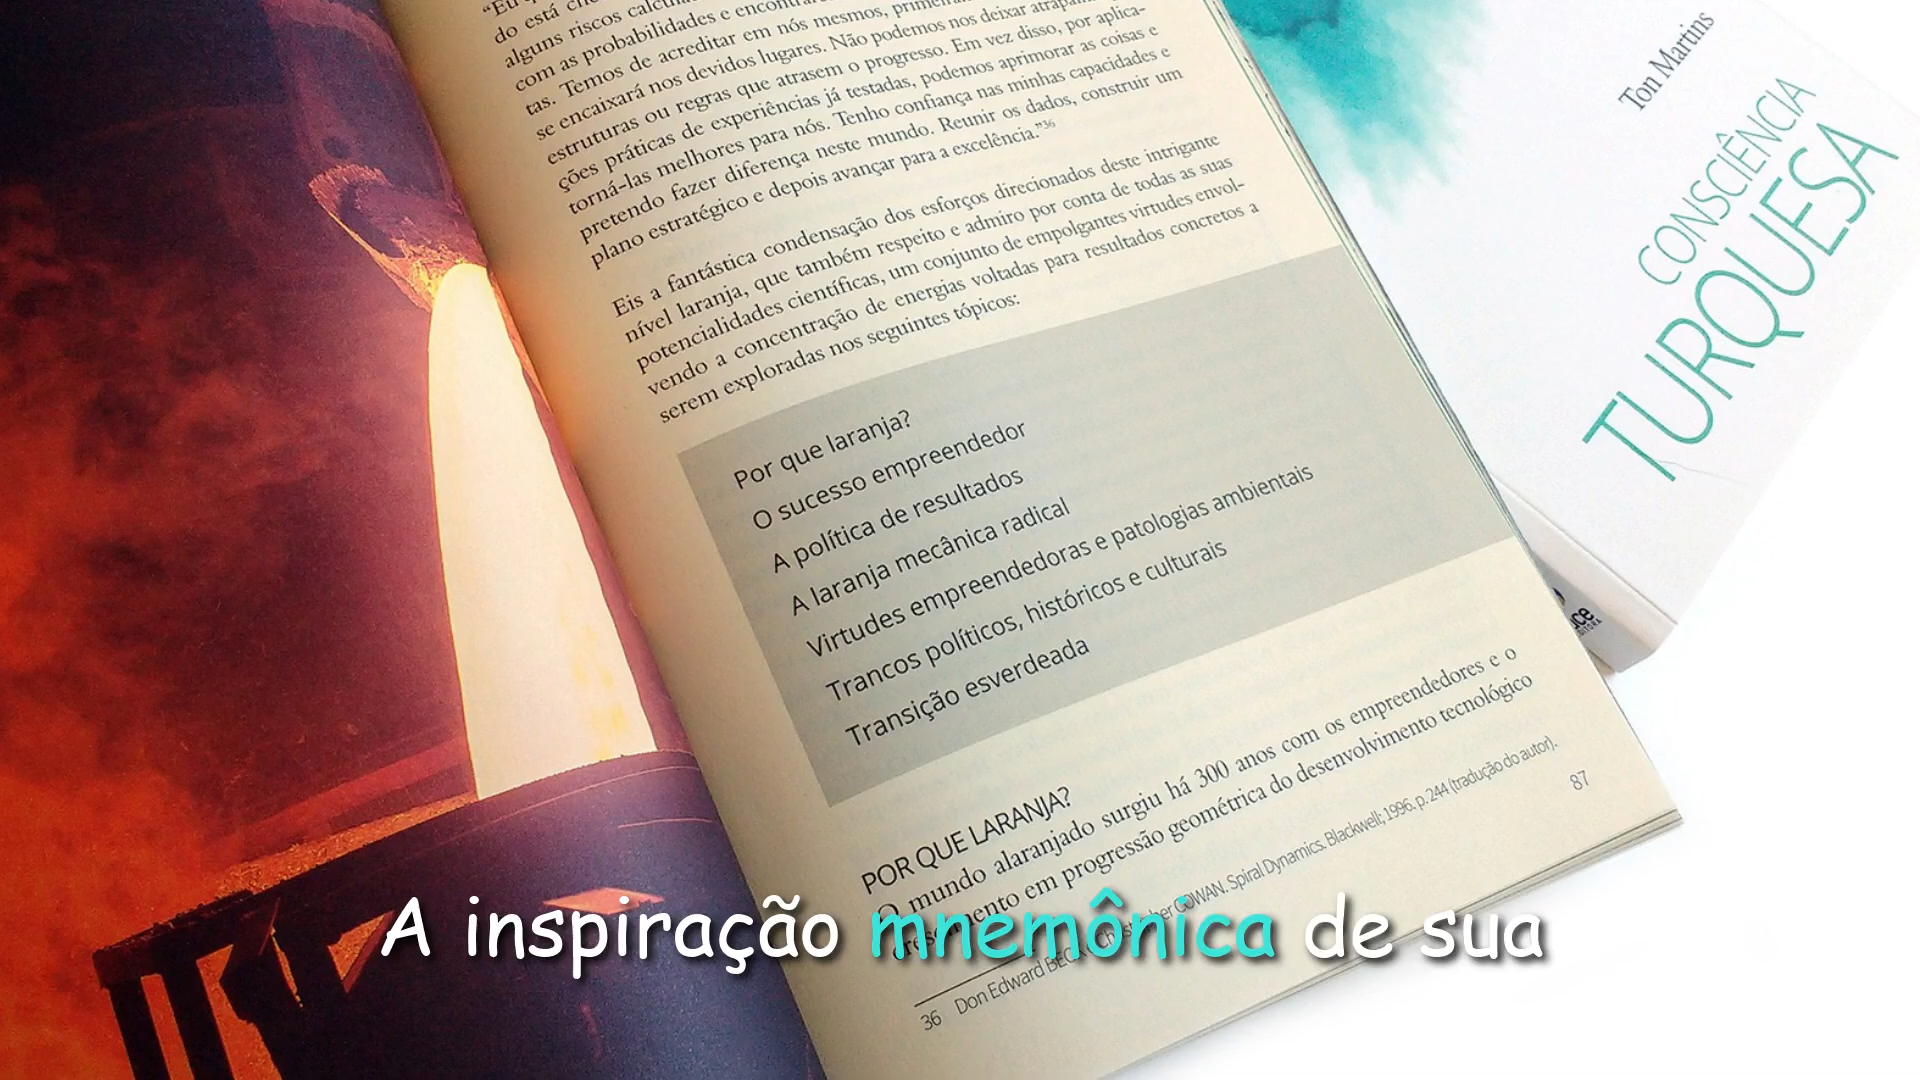 "Eu
do está
alguns riscos
com as probabilidades e
tas. Temos de acreditar em nós mesmos,
se encaixará nos devidos lugares. Não podemos nos deixar
estruturas ou regras que atrasem o progresso. Em vez disso, por aplica-
ções práticas de experiências já testadas, podemos aprimorar as coisas e
torná-las melhores para nós. Tenho confiança nas minhas capacidades e
pretendo fazer diferença neste mundo. Reunir os dados, construir um
plano estratégico e depois avançar para a excelência."36
Eis a fantástica condensação dos esforços direcionados deste intrigante
nível laranja, que também respeito e admiro por conta de todas as suas
potencialidades científicas, um conjunto de empolgantes virtudes envol-
vendo a concentração de energias voltadas para resultados concretos a
serem exploradas nos seguintes tópicos:
Por que laranja?
O sucesso empreendedor
A política de resultados
A laranja mecânica radical
Virtudes empreendedoras e patologias ambientais
Trancos políticos, históricos e culturais
Transição esverdeada
POR QUE LARANJA?
O mundo alaranjado surgiu há 300 anos com os empreendedores e o
crescimento em progressão geométrica do desenvolvimento tecnológico
36 Don Edward BECK Christopher COWAN. Spiral Dynamics. Blackwell; 1996. p. 244 (tradução do autor).
87
Ton Martins
CONSCIÊNCIA
TURQUESA
A inspiração mnemônica de sua